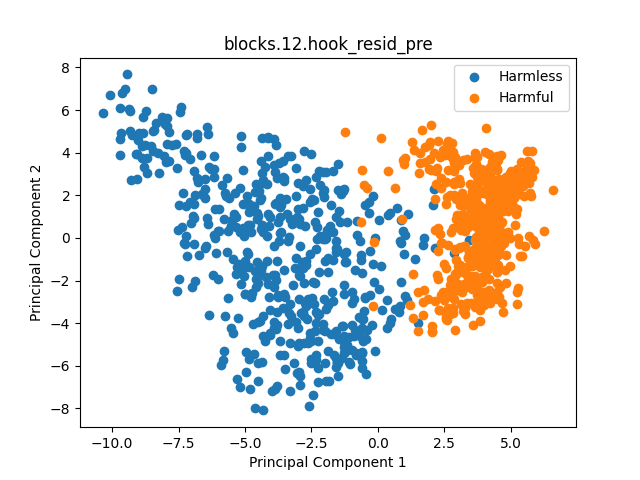 blocks.12.hook_resid_pre
Harmless
Harmful
8
6
4
2
0
−2
−4
−6
−8
Principal Component 2
−10.0 −7.5 −5.0 −2.5 0.0 2.5 5.0
Principal Component 1